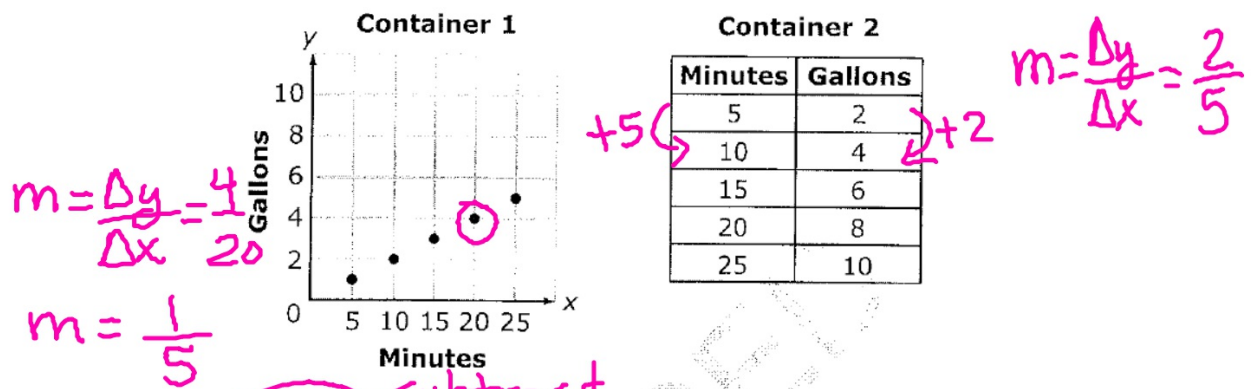 Container 1
y
Gallons
10
8
6
4
2
0
5 10 15 20 25
x
Minutes
m = Δy/Δx = 4/20
m = 1/5
Container 2
Minutes Gallons
5 2
10 4
15 6
20 8
25 10
+5
+2
m = Δy/Δx = 2/5